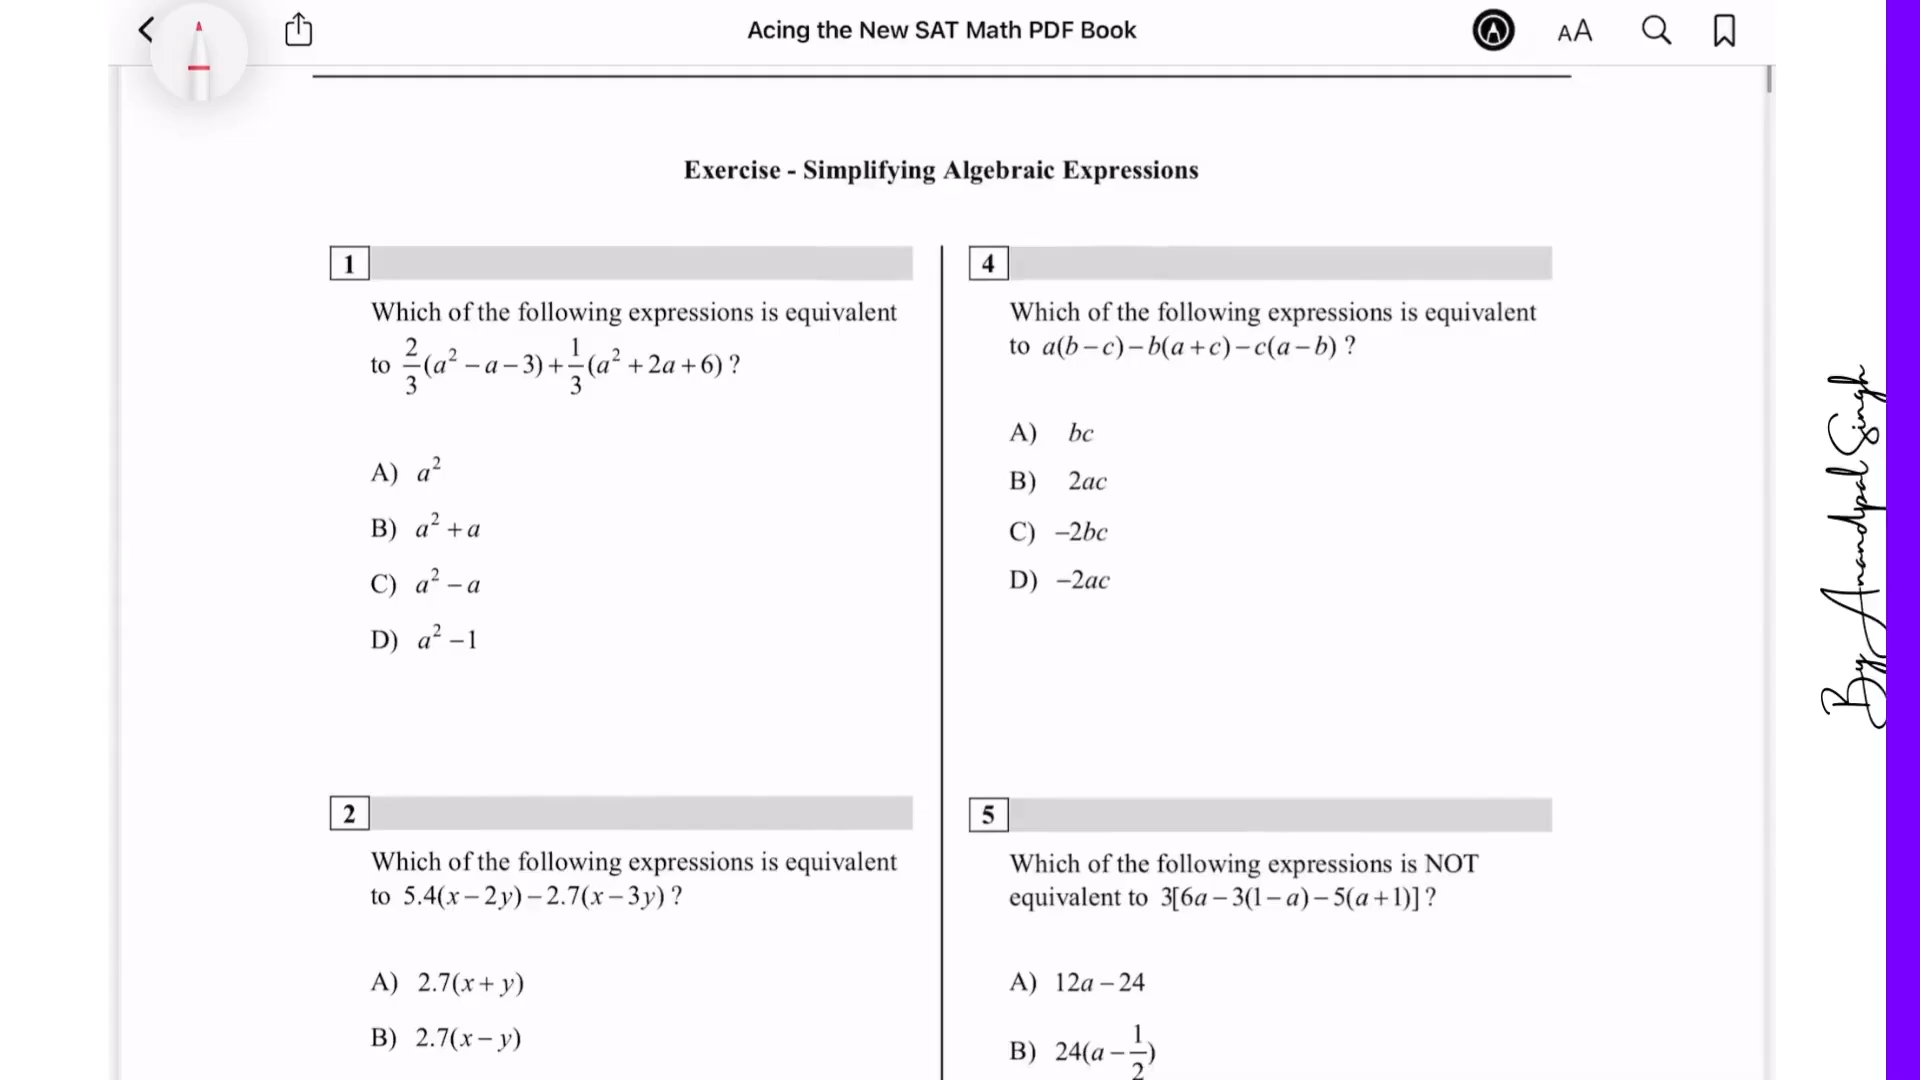 Acing the New SAT Math PDF Book
AA
Exercise - Simplifying Algebraic Expressions
1
Which of the following expressions is equivalent
to 2/3(a² – a – 3) + 1/3(a² + 2a + 6) ?
A) a²
B) a² + a
C) a² – a
D) a² – 1
2
Which of the following expressions is equivalent
to 5.4(x – 2y) – 2.7(x – 3y) ?
A) 2.7(x + y)
B) 2.7(x – y)
4
Which of the following expressions is equivalent
to a(b – c) – b(a + c) – c(a – b) ?
A) bc
B) 2ac
C) –2bc
D) –2ac
5
Which of the following expressions is NOT
equivalent to 3[6a – 3(1 – a) – 5(a + 1)] ?
A) 12a – 24
B) 24(a – 1/2)
By Anandpal Singh